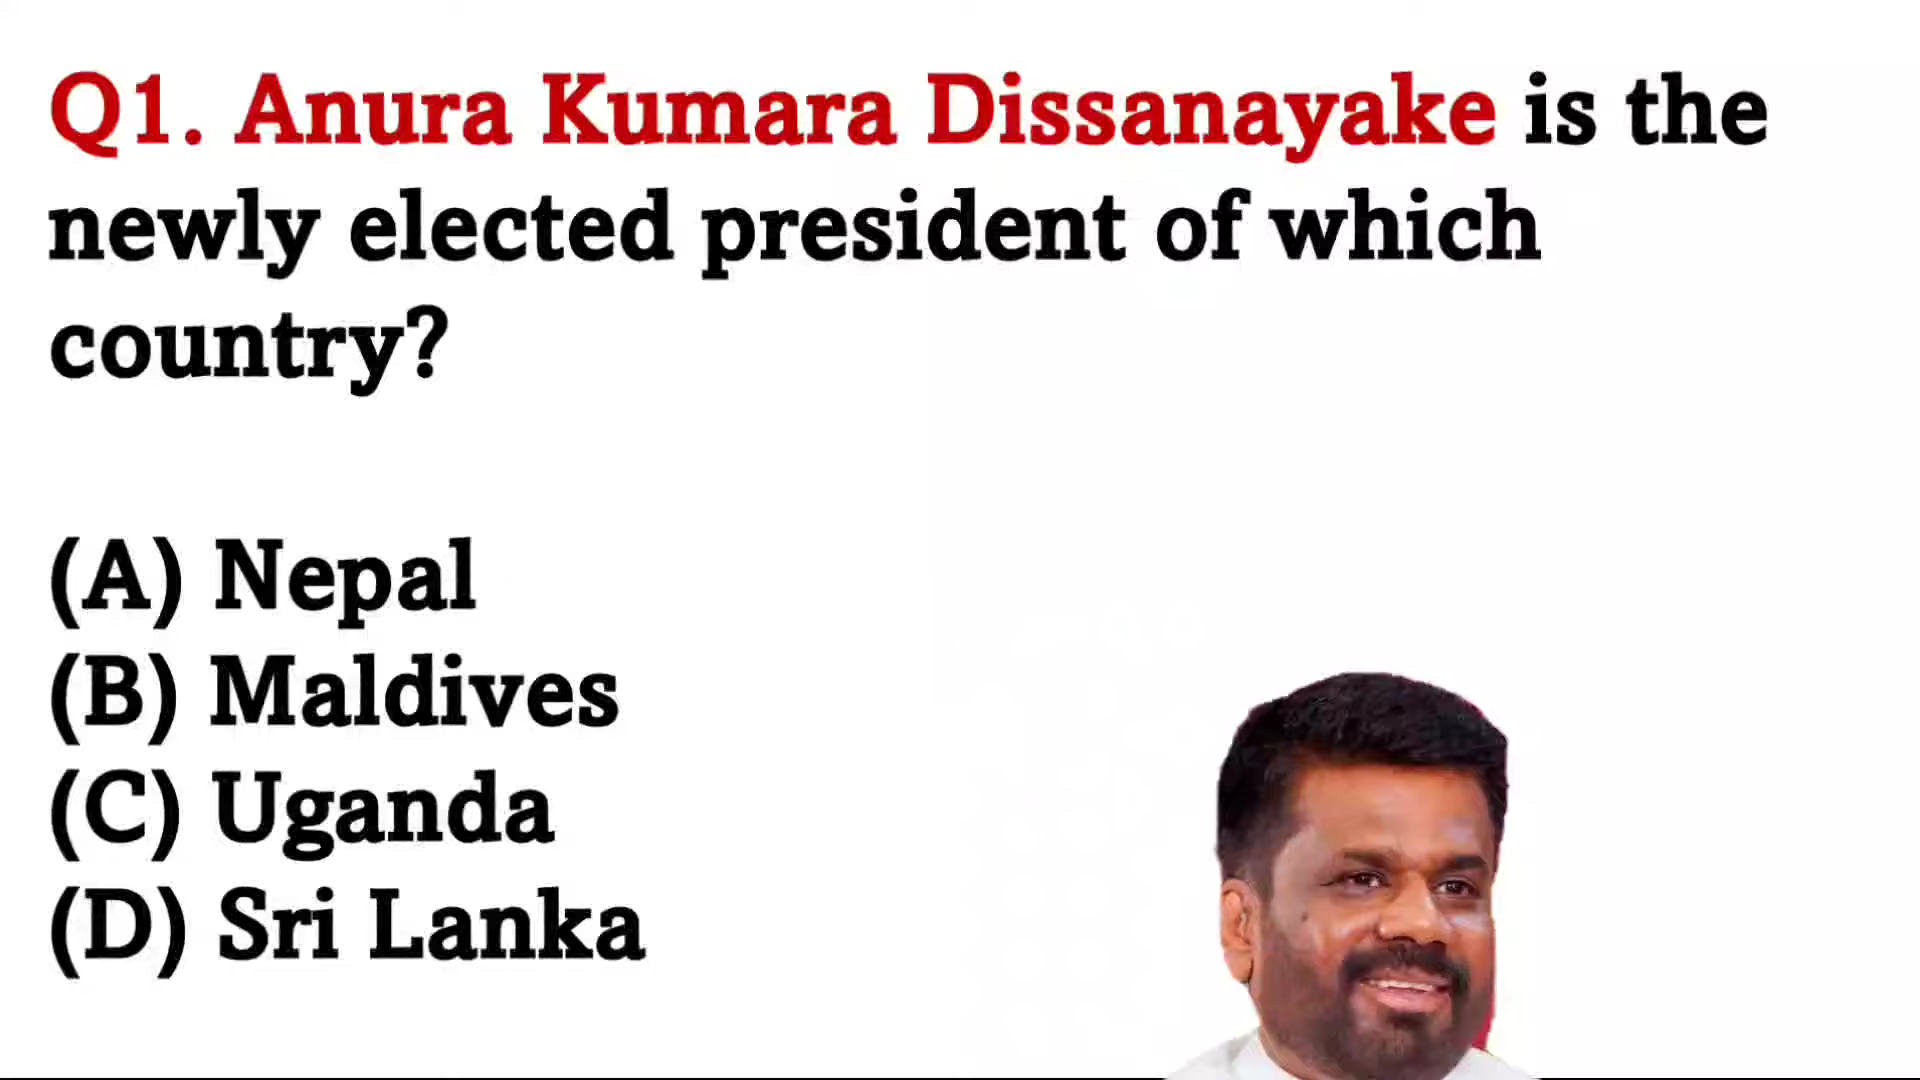 Q1. Anura Kumara Dissanayake is the
newly elected president of which
country?
(A) Nepal
(B) Maldives
(C) Uganda
(D) Sri Lanka